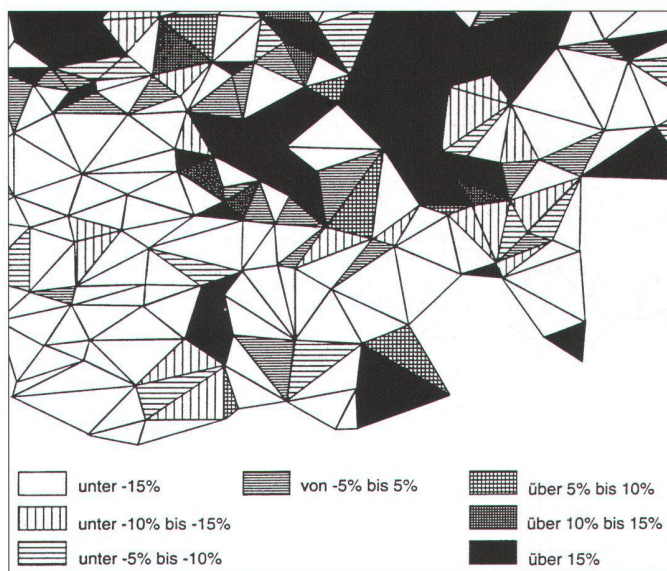 unter -15%
von -5% bis 5%
über 5% bis 10%
unter -10% bis -15%
über 10% bis 15%
unter -5% bis -10%
über 15%